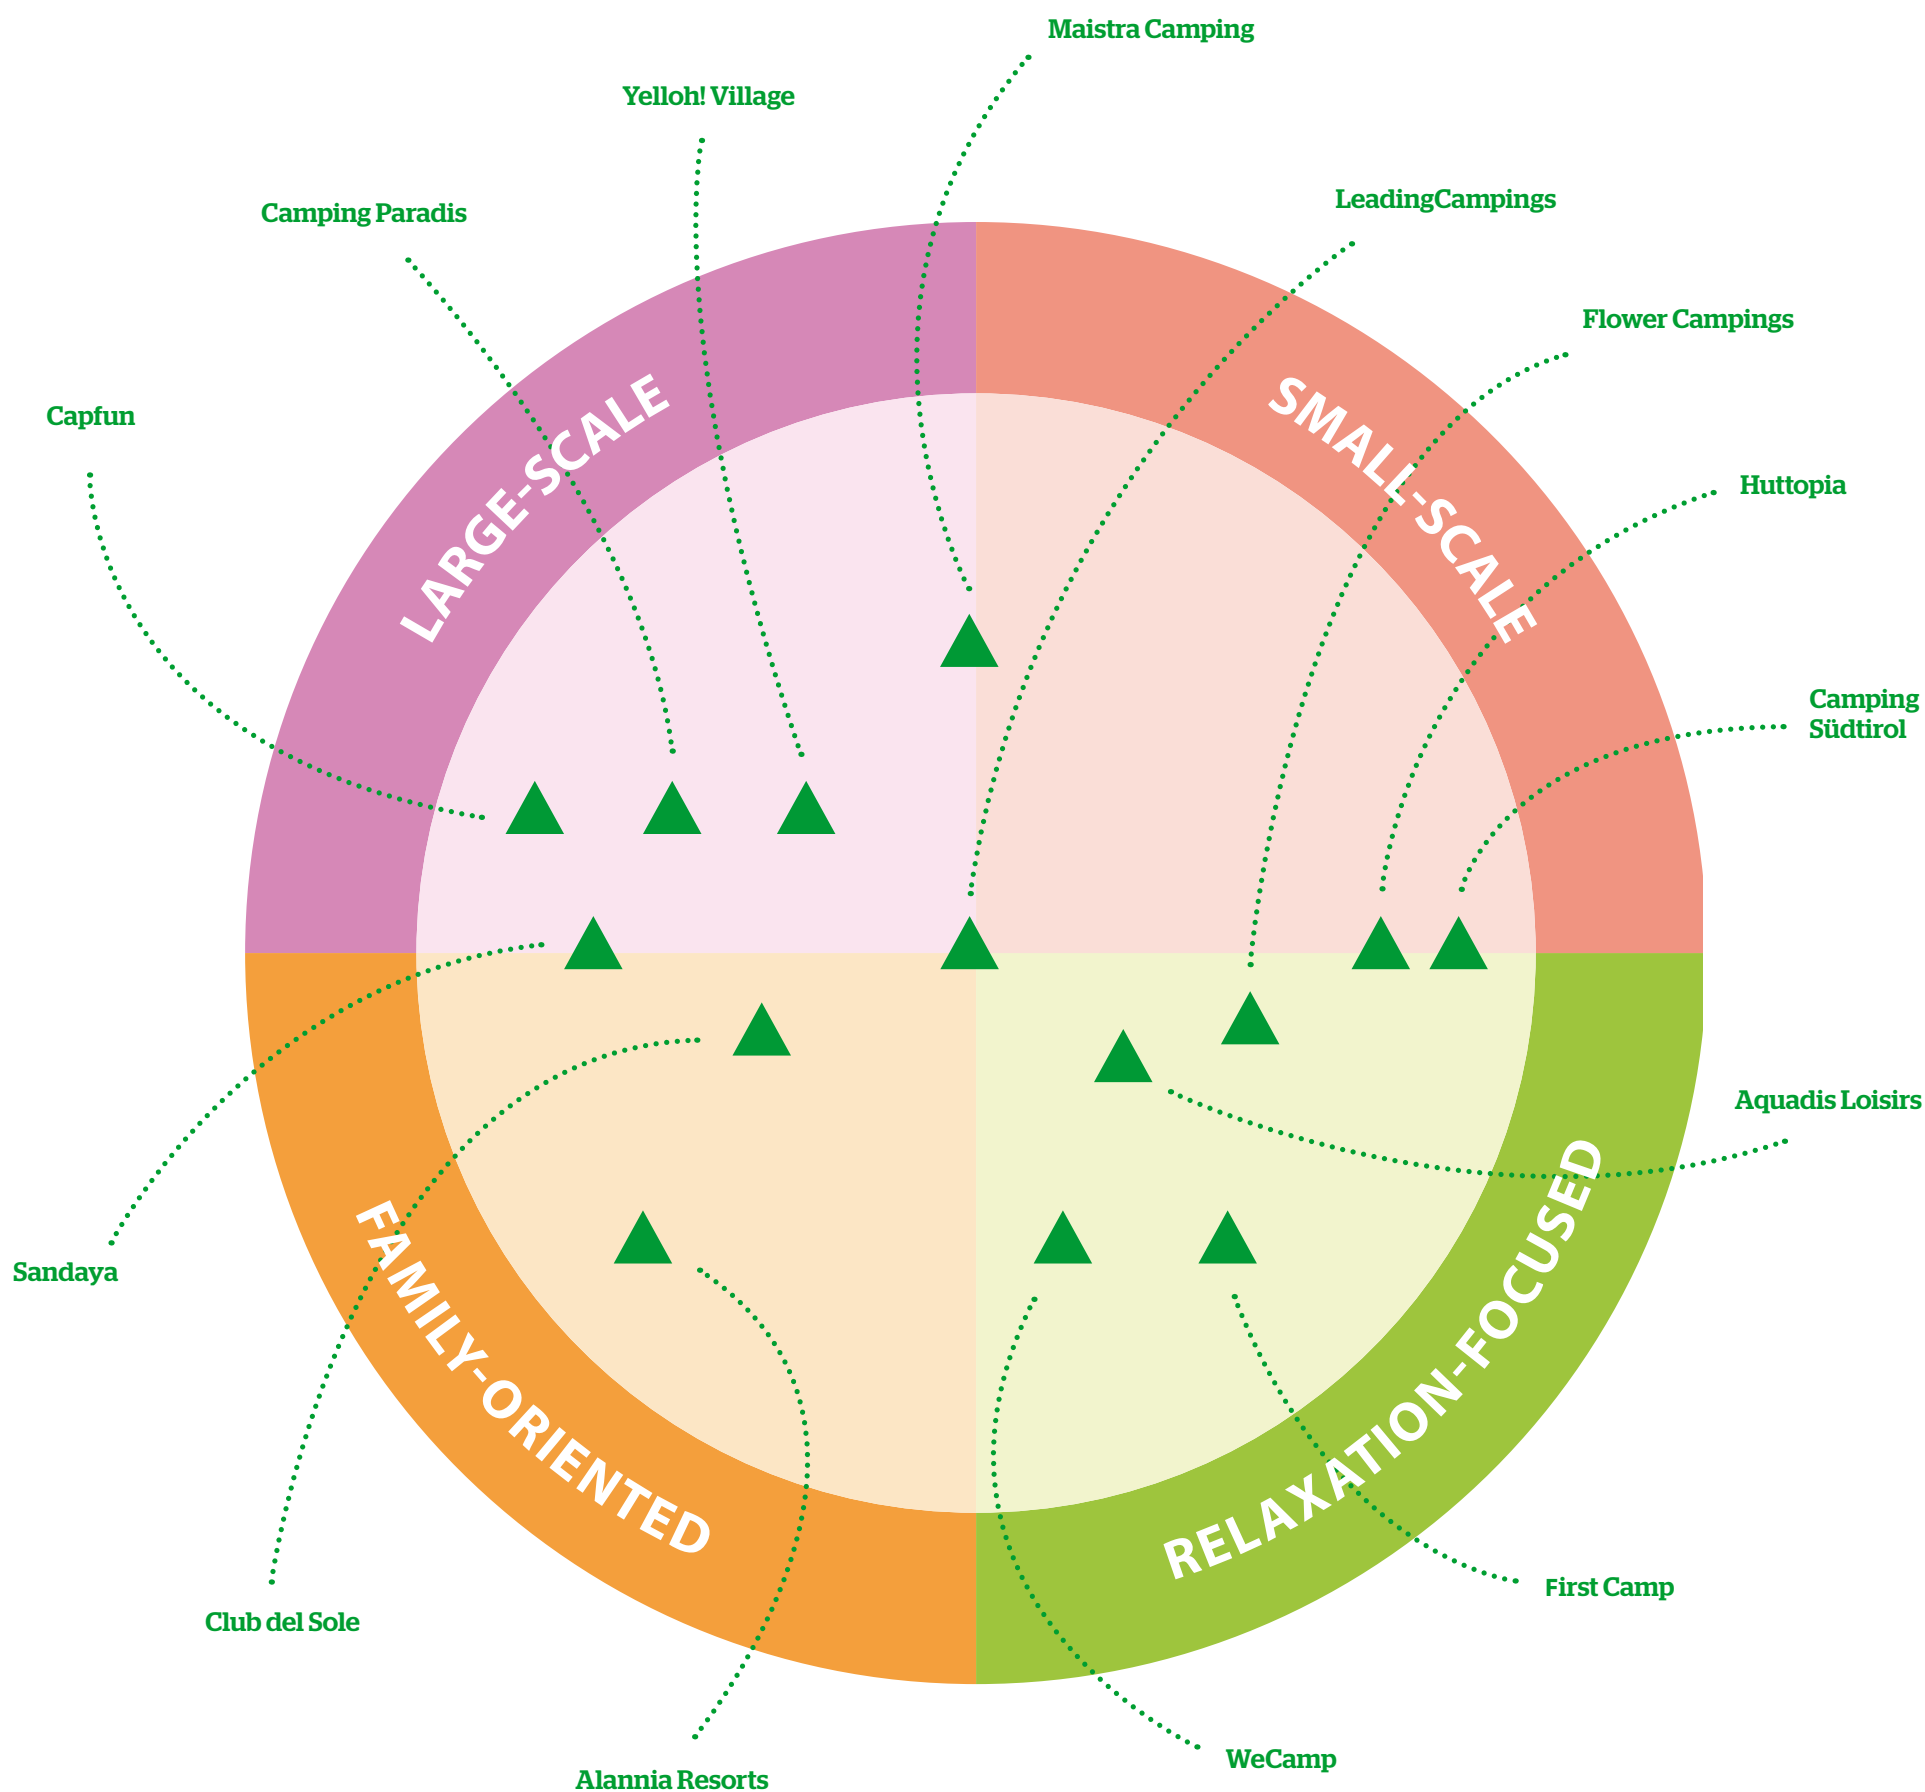 Maistra Camping
Yelloh! Village
Camping Paradis
LeadingCampings
Flower Campings
Capfun
Huttopia
LARGE-SCALE
SMALL-SCALE
Camping
Südtirol
Aquadis Loisirs
Sandaya
FAMILY-ORIENTED
RELAXATION-FOCUSED
First Camp
Club del Sole
WeCamp
Alannia Resorts